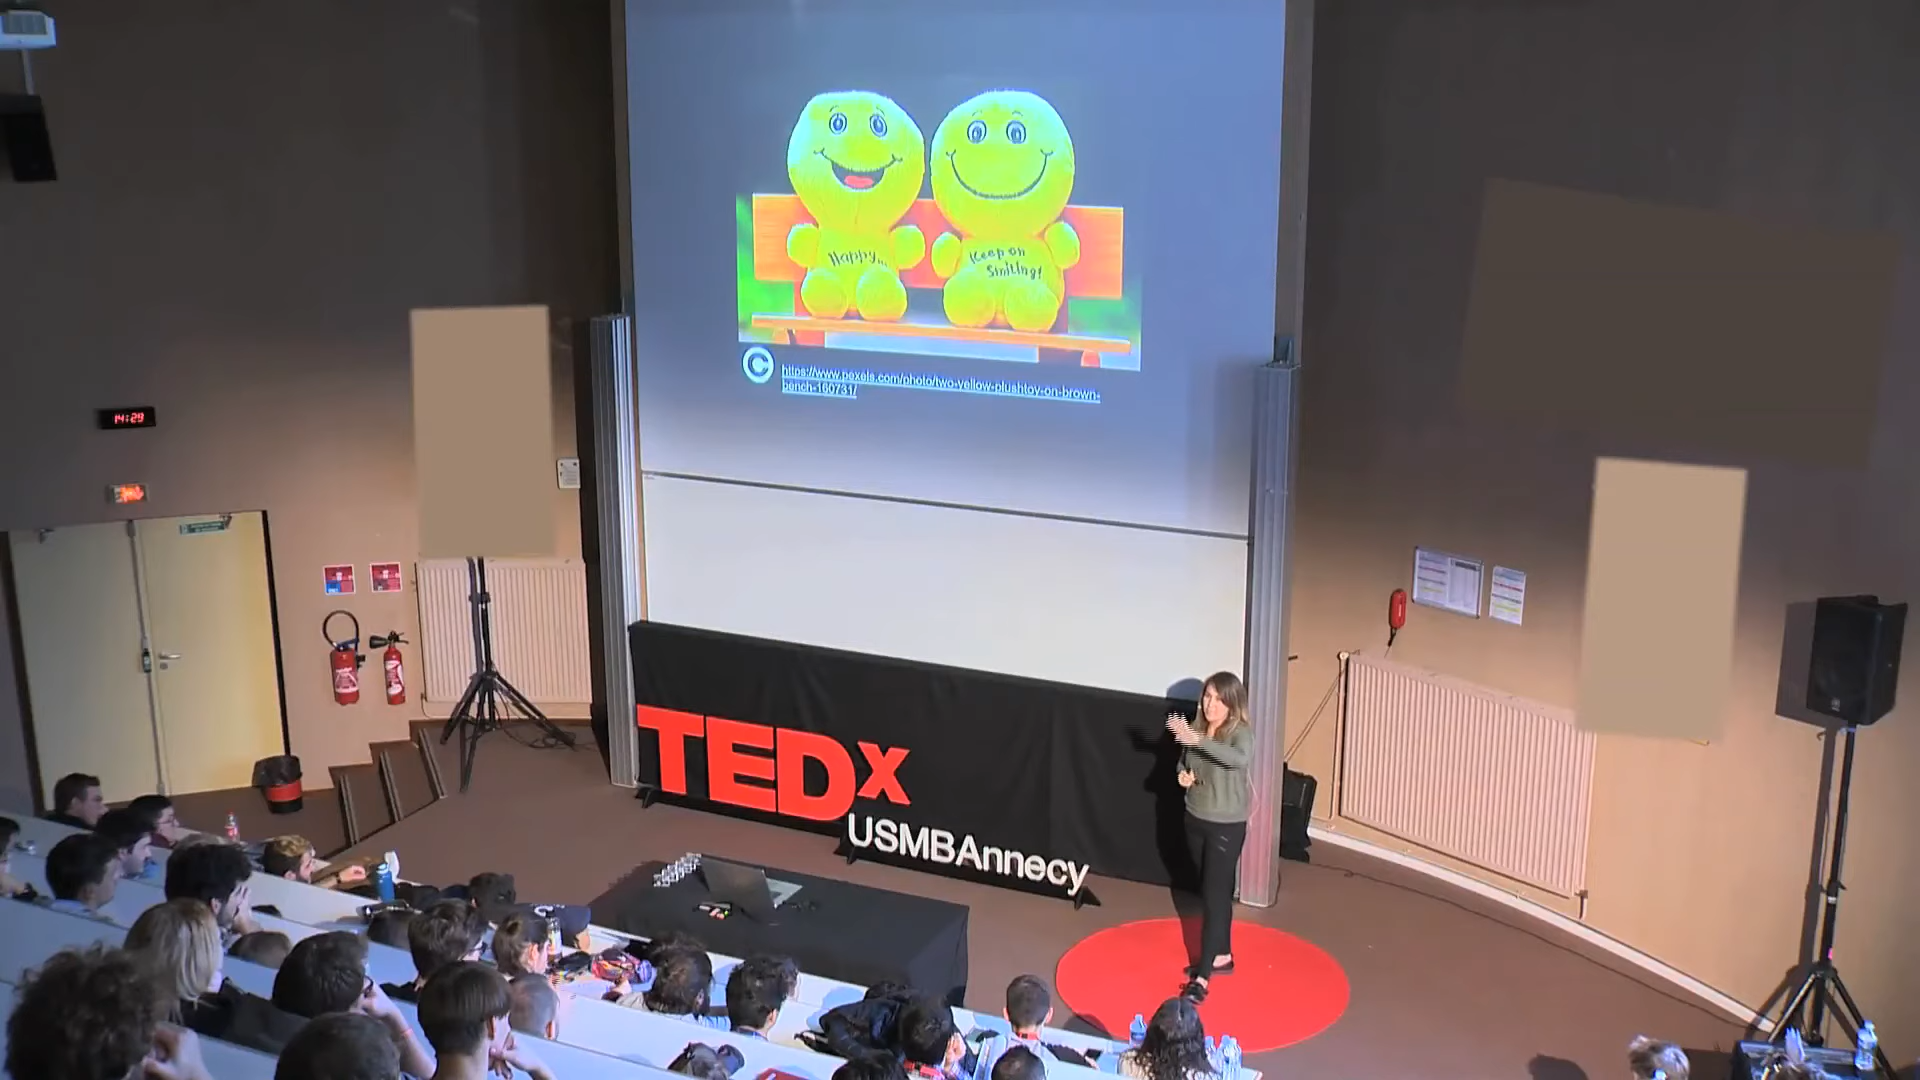 Happy...
Keep on
Smiling!
©
https://www.pexels.com/photo/two-yellow-plushtoy-on-brown-
bench-160731/
14:29
TEDx
USMBAnnecy